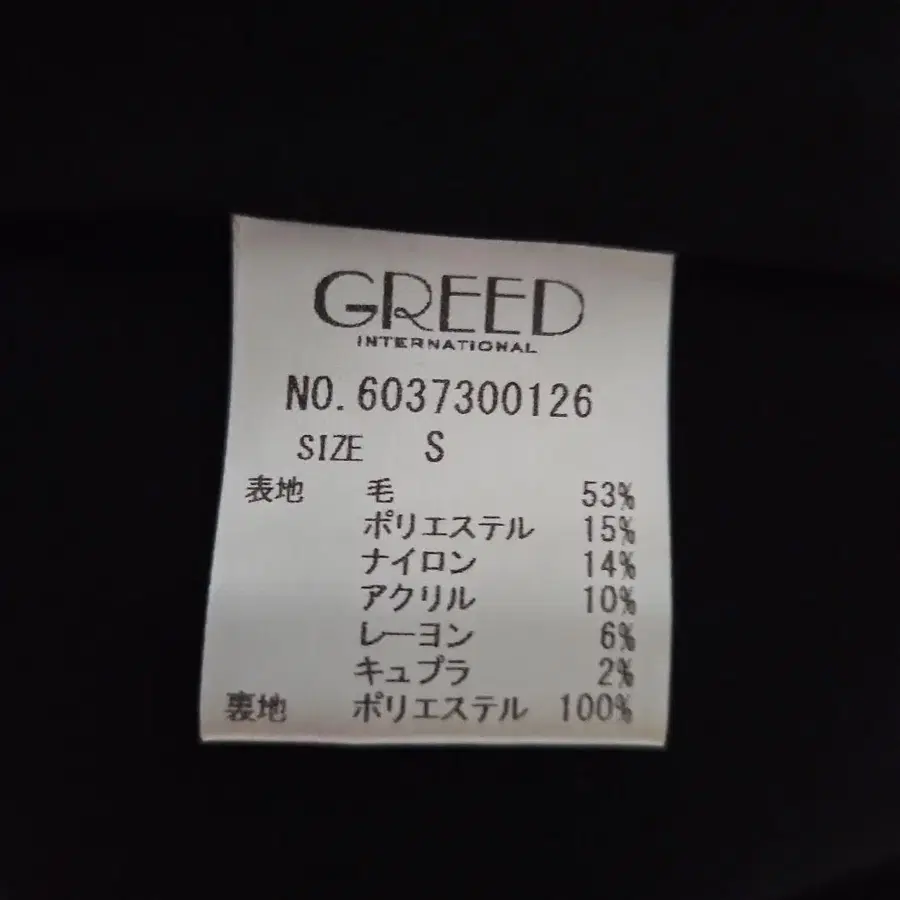 GREED
INTERNATIONAL
NO. 6037300126
SIZE S
表地 毛 53%
ポリエステル 15%
ナイロン 14%
アクリル 10%
レーヨン 6%
キュプラ 2%
裏地 ポリエステル 100%